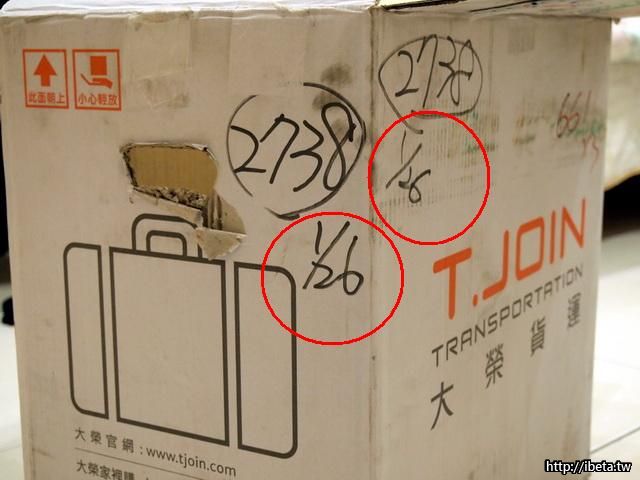 此面朝上
小心輕放
2738
1/26
大榮官網：www.tjoin.com
2738
1/26
661
T.JOIN
TRANSPORTATION
大榮貨運
http://ibeta.tw